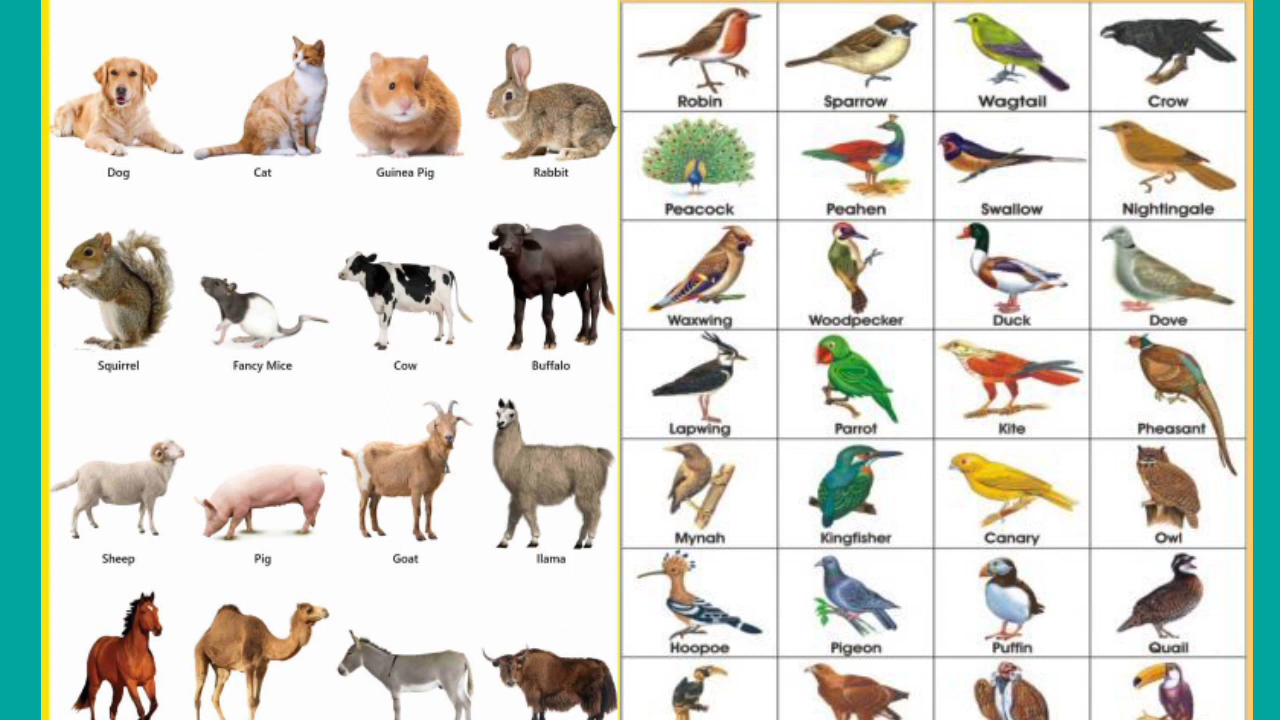 Dog Cat Guinea Pig Rabbit
Squirrel Fancy Mice Cow Buffalo
Sheep Pig Goat llama
Robin Sparrow Wagtail Crow
Peacock Peahen Swallow Nightingale
Waxwing Woodpecker Duck Dove
Lapwing Parrot Kite Pheasant
Mynah Kingfisher Canary Owl
Hoopoe Pigeon Puffin Quail